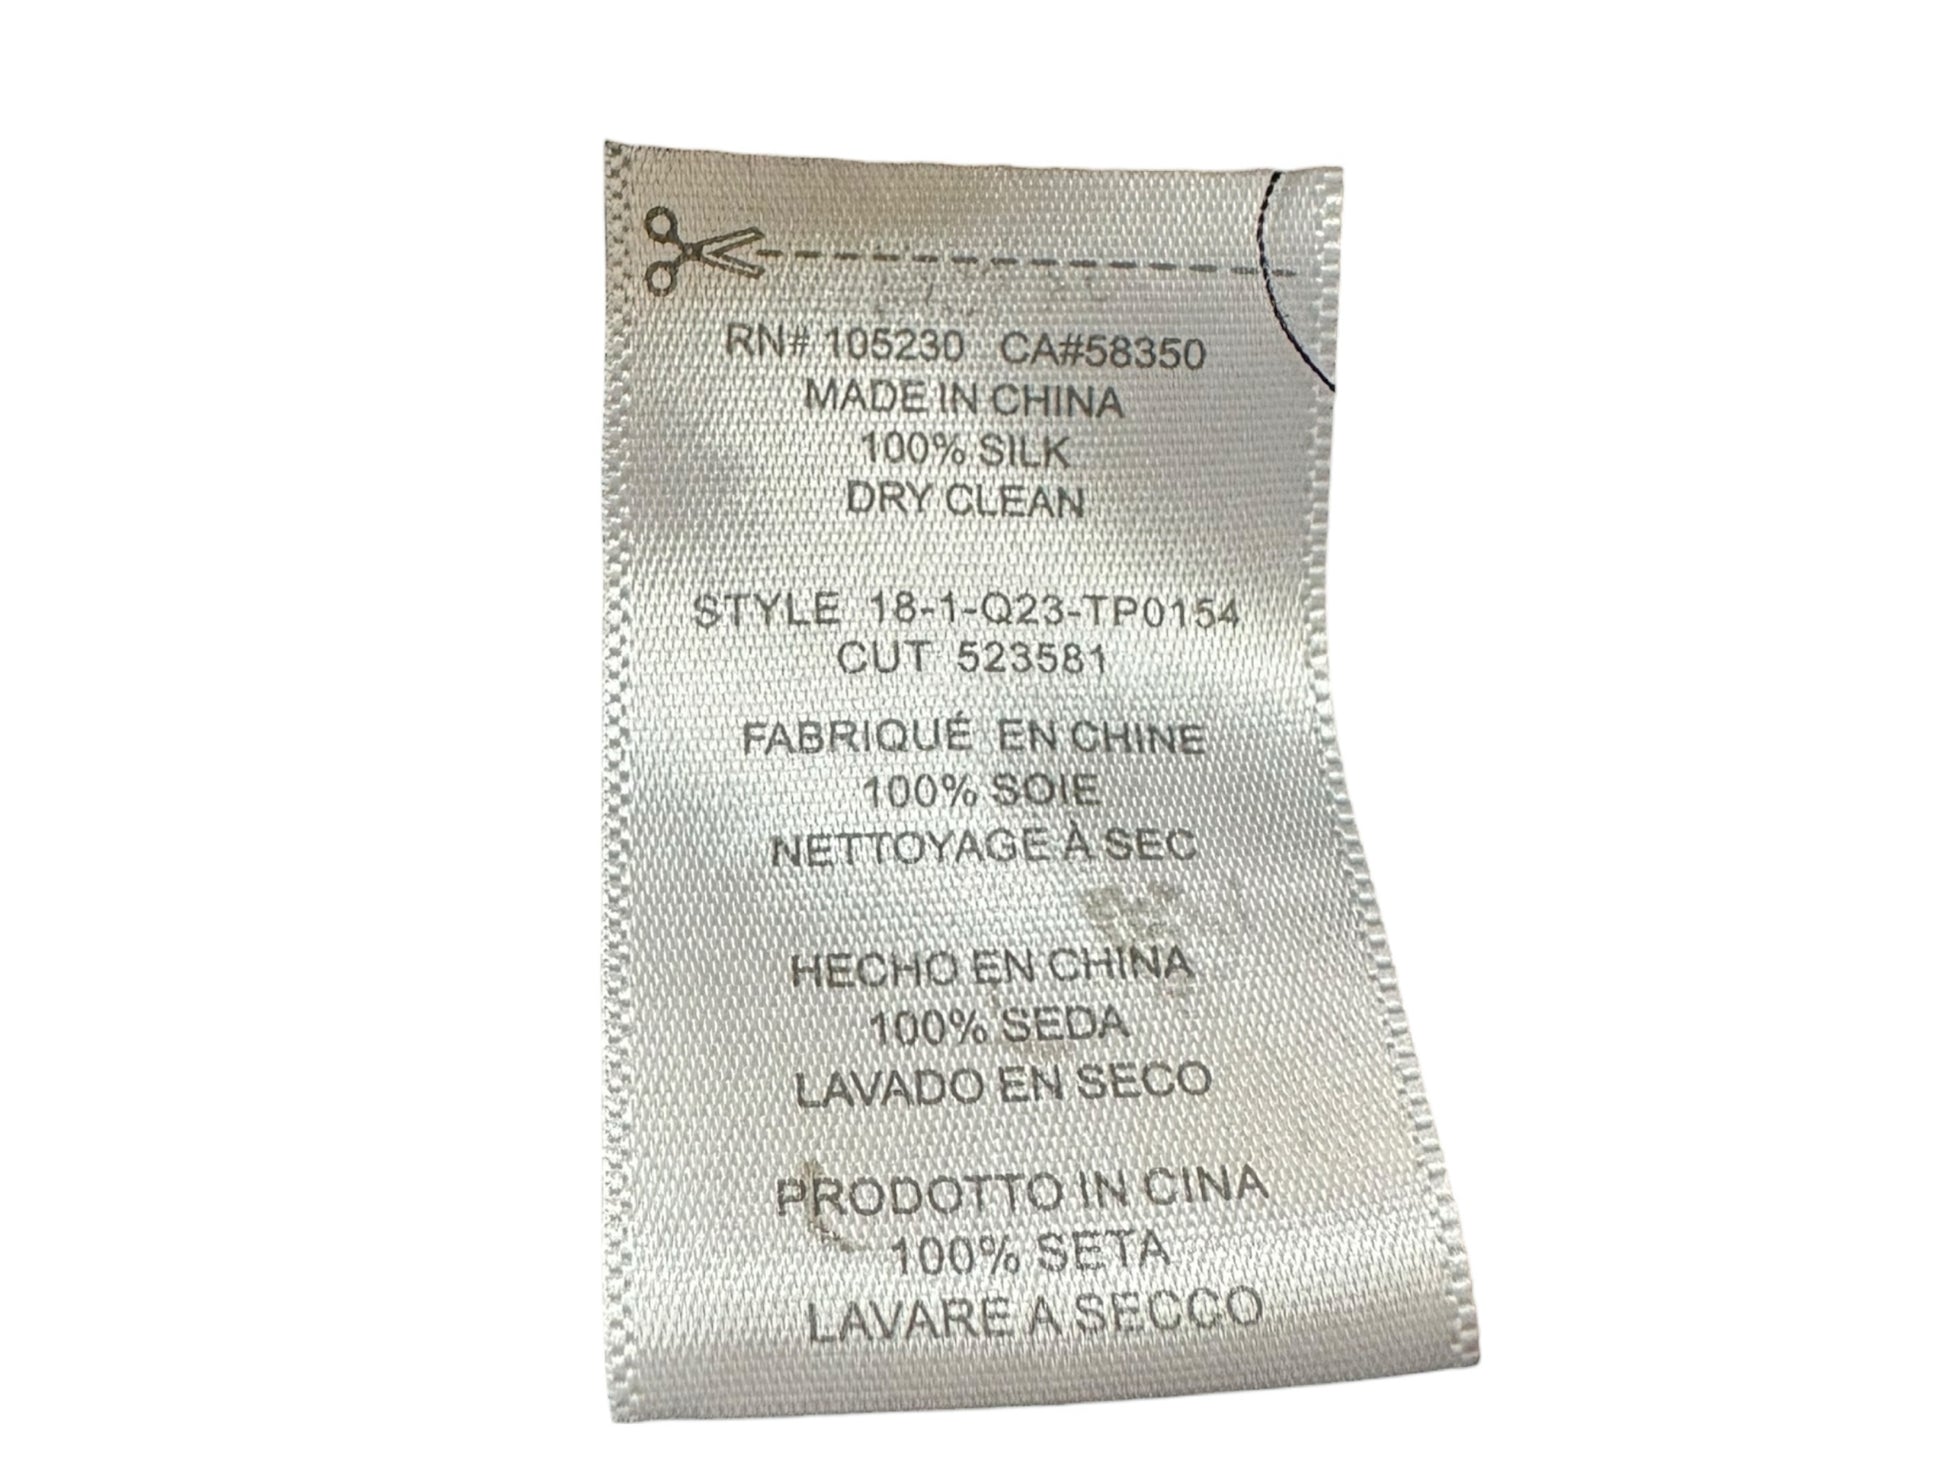 RN# 105230 CA#58350
MADE IN CHINA
100% SILK
DRY CLEAN
STYLE 18-1-Q23-TP0154
CUT 523581
FABRIQUÉ EN CHINE
100% SOIE
NETTOYAGE À SEC
HECHO EN CHINA
100% SEDA
LAVADO EN SECO
PRODOTTO IN CINA
100% SETA
LAVARE A SECCO